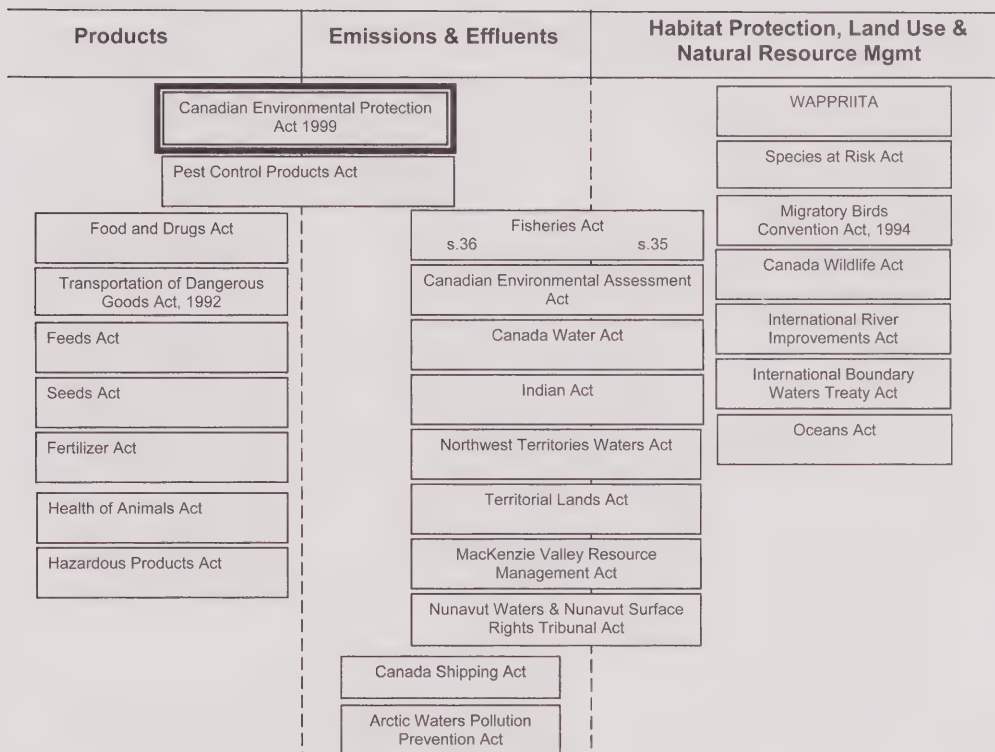 Products
Emissions & Effluents
Habitat Protection, Land Use &
Natural Resource Mgmt
Canadian Environmental Protection
Act 1999
Pest Control Products Act
Food and Drugs Act
Transportation of Dangerous
Goods Act, 1992
Feeds Act
Seeds Act
Fertilizer Act
Health of Animals Act
Hazardous Products Act
Fisheries Act
s.36 s.35
Canadian Environmental Assessment
Act
Canada Water Act
Indian Act
Northwest Territories Waters Act
Territorial Lands Act
MacKenzie Valley Resource
Management Act
Nunavut Waters & Nunavut Surface
Rights Tribunal Act
Canada Shipping Act
Arctic Waters Pollution
Prevention Act
WAPPRIITA
Species at Risk Act
Migratory Birds
Convention Act, 1994
Canada Wildlife Act
International River
Improvements Act
International Boundary
Waters Treaty Act
Oceans Act